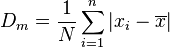 D_m = \frac{1}{N} \sum_{i=1}^{n} |x_i - \overline{x}|